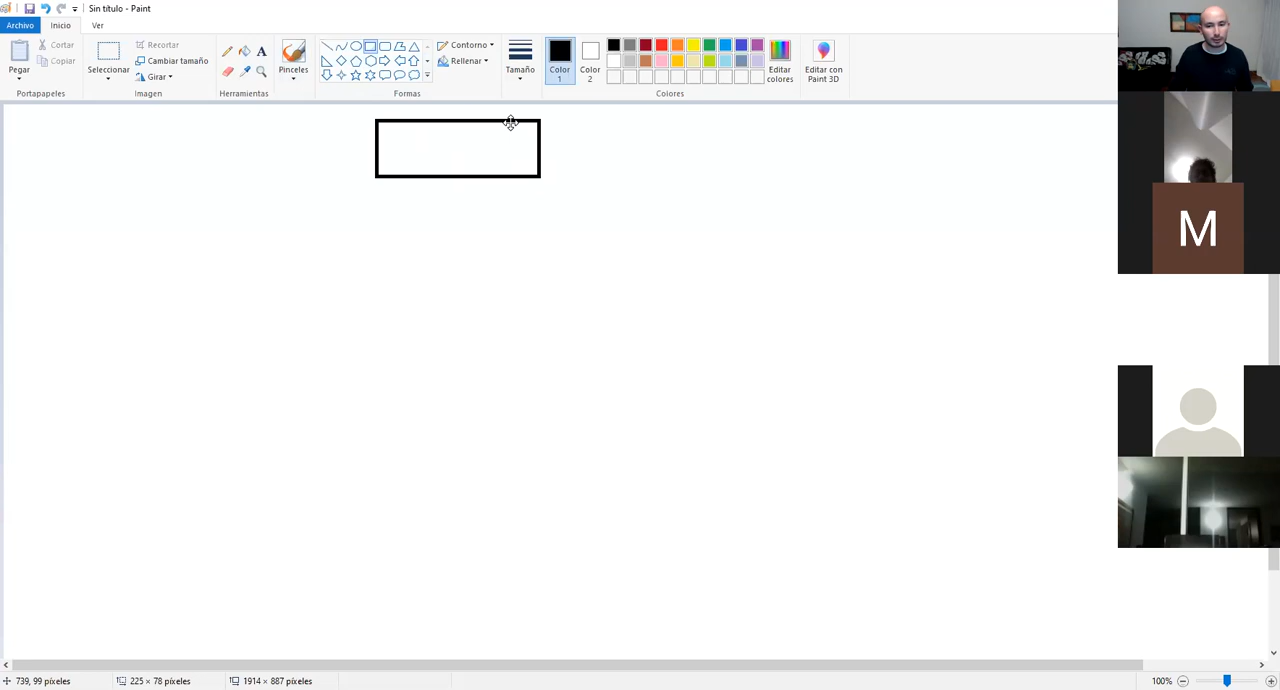 Sin título - Paint
Archivo Inicio Ver
Pegar
Cortar
Copiar
Portapapeles
Seleccionar
Recortar
Cambiar tamaño
Girar
Imagen
A
Herramientas
Pinceles
Contorno
Rellenar
Formas
Tamaño
Color 1
Color 2
Editar colores
Editar con Paint 3D
Colores
M
739, 99 píxeles 225 × 78 píxeles 1914 × 887 píxeles 100%